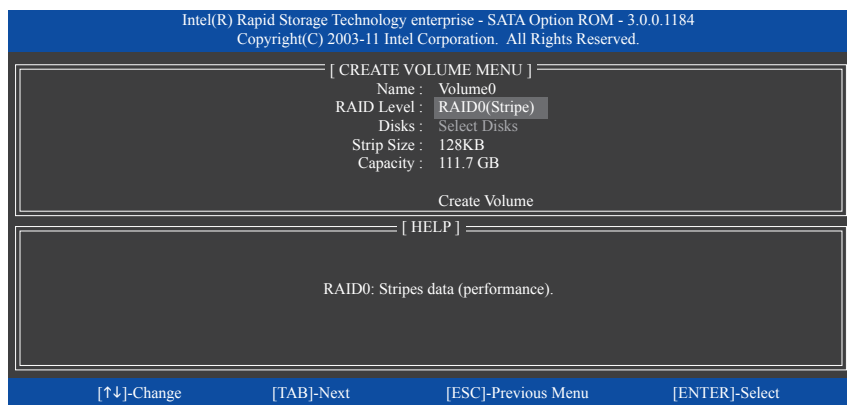 Intel(R) Rapid Storage Technology enterprise - SATA Option ROM - 3.0.0.1184
Copyright(C) 2003-11 Intel Corporation. All Rights Reserved.
[ CREATE VOLUME MENU ]
Name : Volume0
RAID Level : RAID0(Stripe)
Disks : Select Disks
Strip Size : 128KB
Capacity : 111.7 GB
Create Volume
[ HELP ]
RAID0: Stripes data (performance).
[↑↓]-Change [TAB]-Next [ESC]-Previous Menu [ENTER]-Select